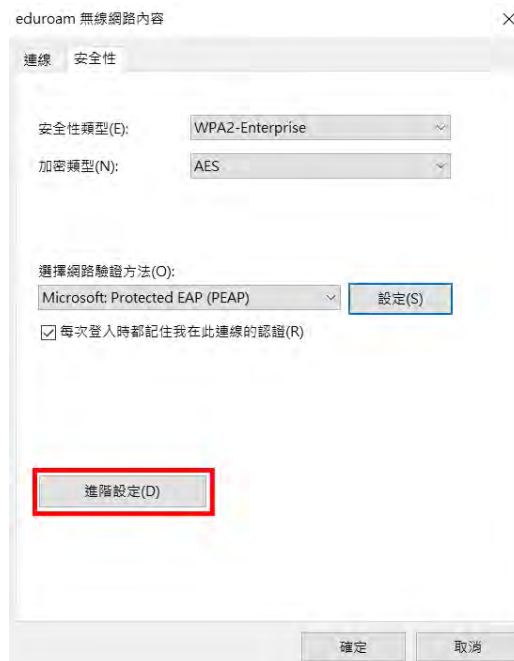 eduroam 無線網路內容
連線 安全性
安全性類型(E): WPA2-Enterprise
加密類型(N): AES
選擇網路驗證方法(O):
Microsoft: Protected EAP (PEAP) 設定(S)
每次登入時都記住我在此連線的認證(R)
進階設定(D)
確定 取消